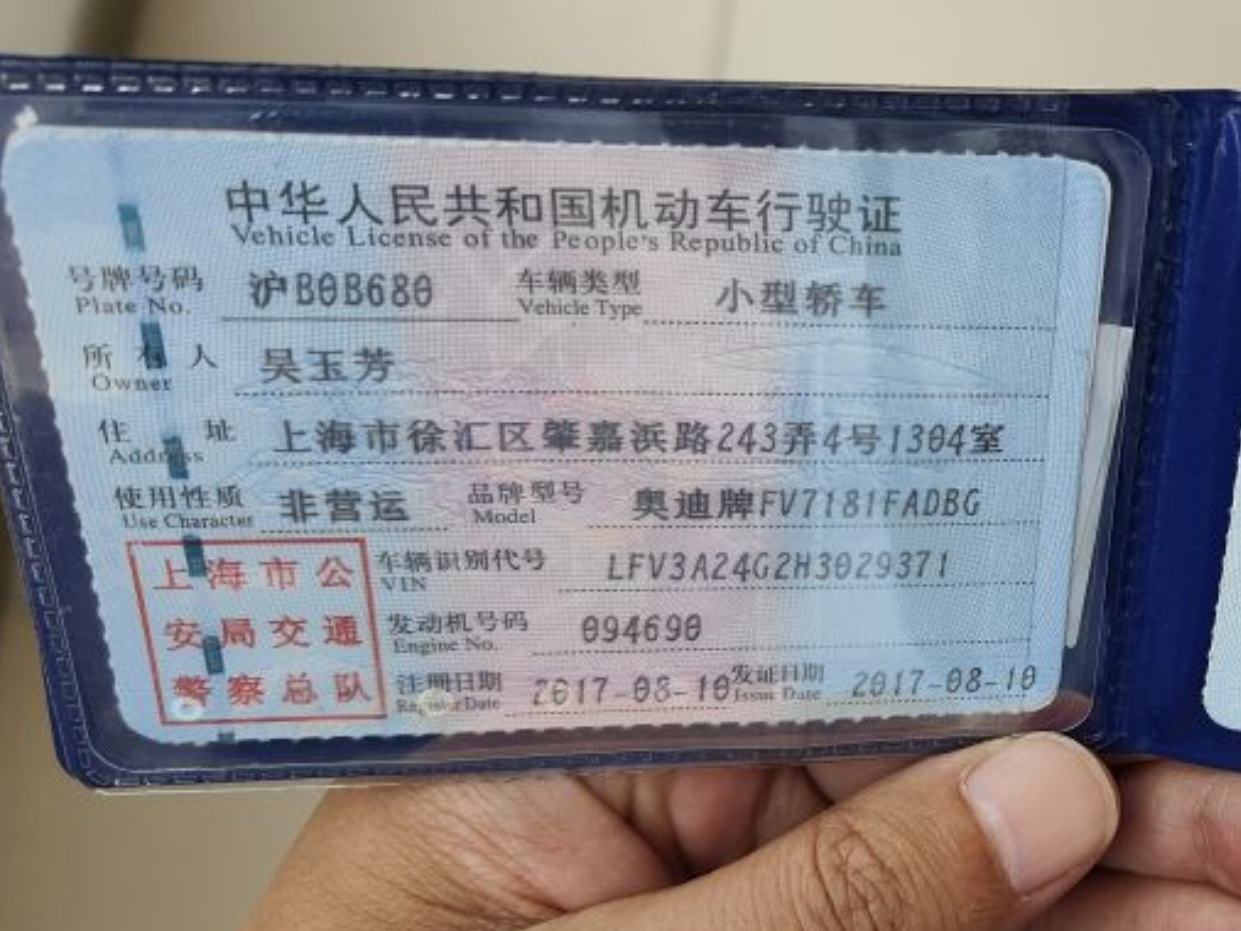 中华人民共和国机动车行驶证
Vehicle License of the People's Republic of China
号牌号码 沪B0B680 车辆类型 小型轿车
Plate No. Vehicle Type
所有人 吴玉芳
Owner
住址 上海市徐汇区肇嘉浜路243弄4号1304室
Address
使用性质 非营运 品牌型号 奥迪牌FV7181FADBG
Use Character Model
上海市公安局交通警察总队
车辆识别代号 LFV3A24G2H3029371
VIN
发动机号码 094690
Engine No.
注册日期 2017-08-10 发证日期 2017-08-10
Register Date Issue Date